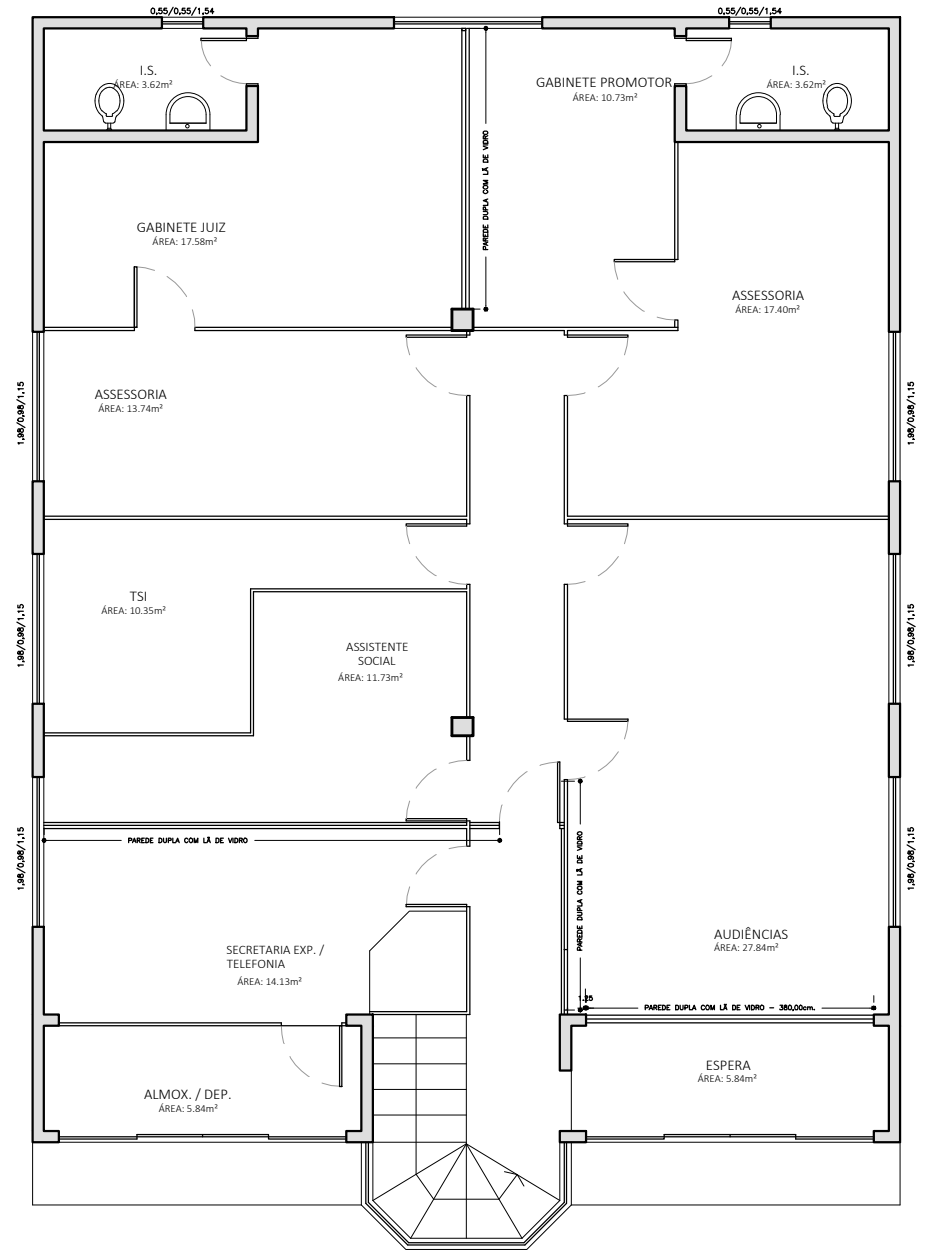 0,55/0,55/1,54
0,55/0,55/1,54
I.S.
ÁREA: 3.62m²
GABINETE PROMOTOR
ÁREA: 10.73m²
I.S.
ÁREA: 3.62m²
PAREDE DUPLA COM LÃ DE VIDRO
GABINETE JUIZ
ÁREA: 17.58m²
ASSESSORIA
ÁREA: 17.40m²
1,98/0,98/1,15
ASSESSORIA
ÁREA: 13.74m²
1,98/0,98/1,15
1,98/0,98/1,15
TSI
ÁREA: 10.35m²
ASSISTENTE
SOCIAL
ÁREA: 11.73m²
1,98/0,98/1,15
1,98/0,98/1,15
PAREDE DUPLA COM LÃ DE VIDRO
PAREDE DUPLA COM LÃ DE VIDRO
1,98/0,98/1,15
SECRETARIA EXP. /
TELEFONIA
ÁREA: 14.13m²
AUDIÊNCIAS
ÁREA: 27.84m²
1.25
PAREDE DUPLA COM LÃ DE VIDRO - 380,00cm.
ALMOX. / DEP.
ÁREA: 5.84m²
ESPERA
ÁREA: 5.84m²